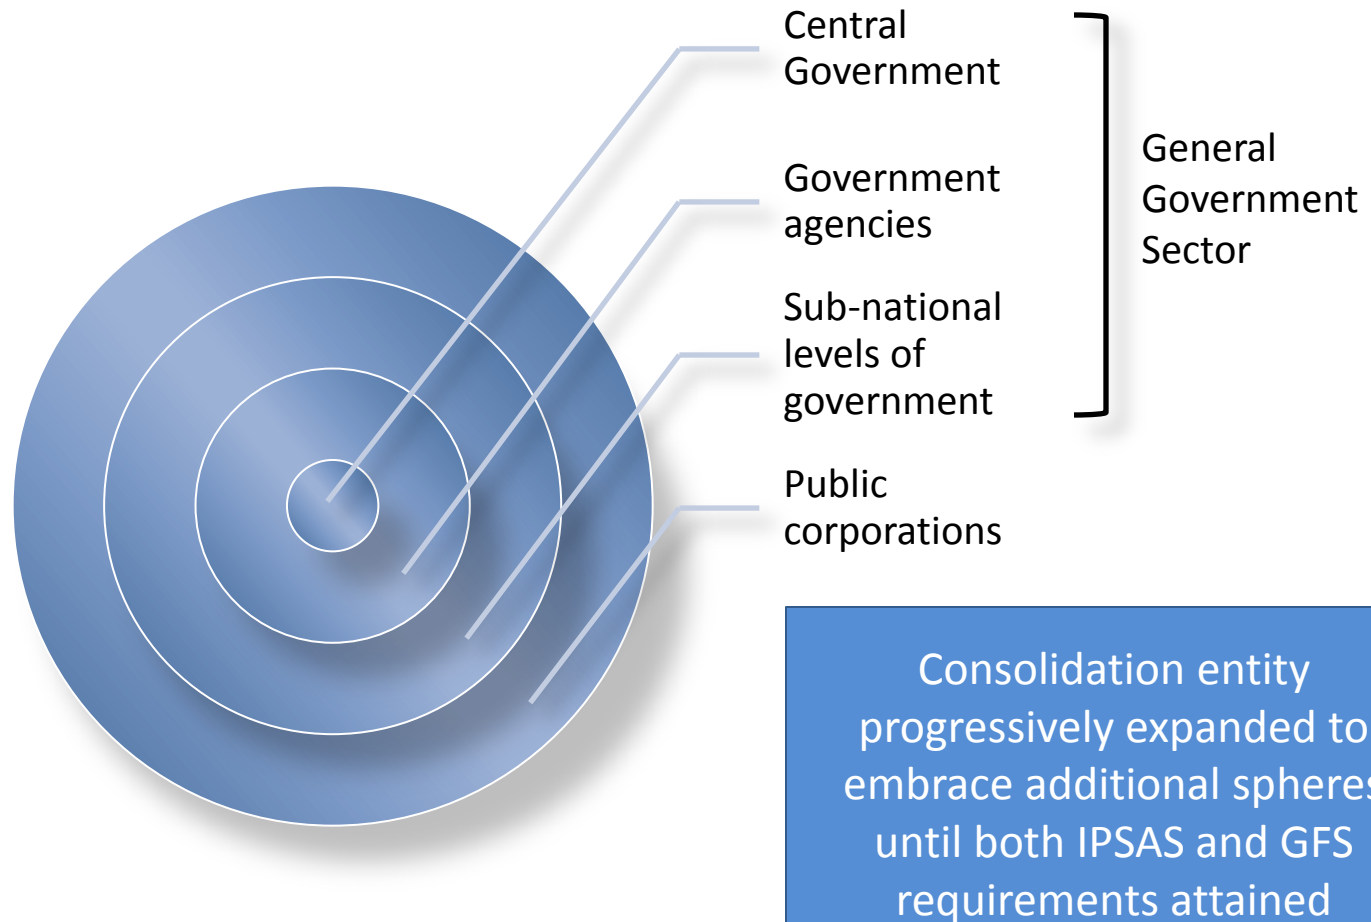 Central
Government
Government
agencies
Sub-national
levels of
government
Public
corporations
General
Government
Sector
Consolidation entity
progressively expanded to
embrace additional spheres
until both IPSAS and GFS
requirements attained